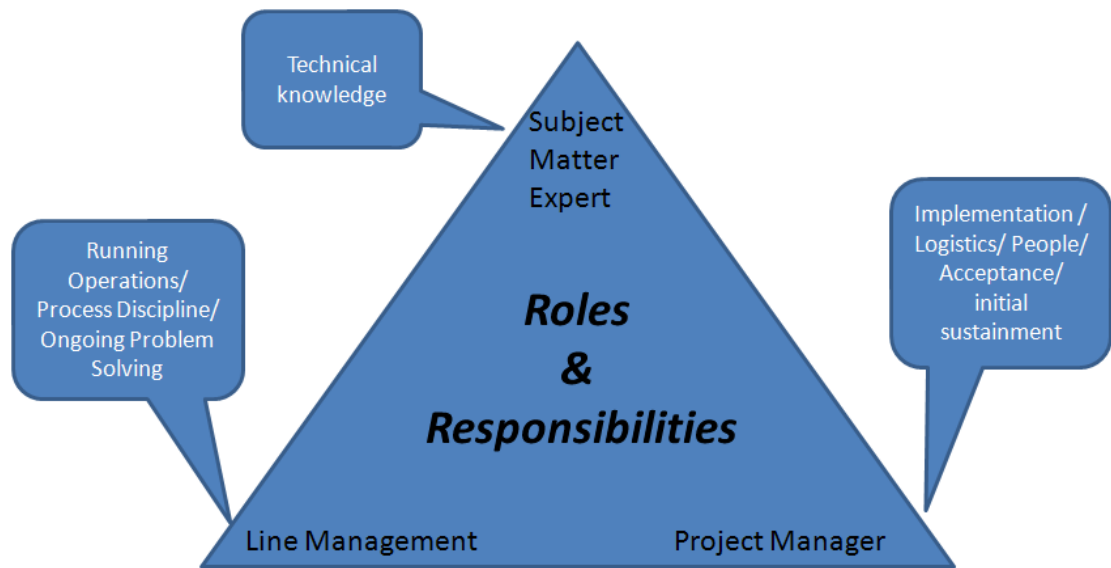 Technical
knowledge
Subject
Matter
Expert
Running
Operations/
Process Discipline/
Ongoing Problem
Solving
Implementation /
Logistics/ People/
Acceptance/
initial
sustainment
Roles
&
Responsibilities
Line Management
Project Manager